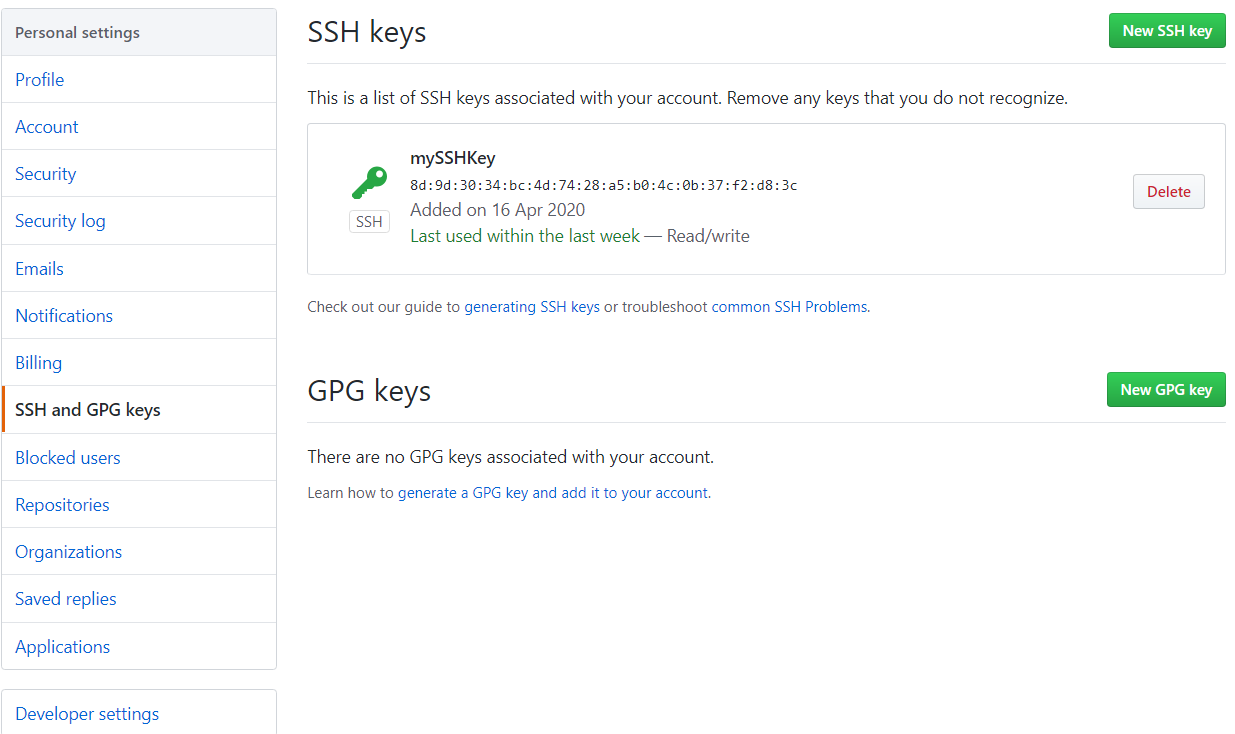 Personal settings
Profile
Account
Security
Security log
Emails
Notifications
Billing
SSH and GPG keys
Blocked users
Repositories
Organizations
Saved replies
Applications
Developer settings
SSH keys
New SSH key
This is a list of SSH keys associated with your account. Remove any keys that you do not recognize.
mySSHKey
8d:9d:30:34:bc:4d:74:28:a5:b0:4c:0b:37:f2:d8:3c
Added on 16 Apr 2020
Last used within the last week — Read/write
SSH
Delete
Check out our guide to generating SSH keys or troubleshoot common SSH Problems.
GPG keys
New GPG key
There are no GPG keys associated with your account.
Learn how to generate a GPG key and add it to your account.